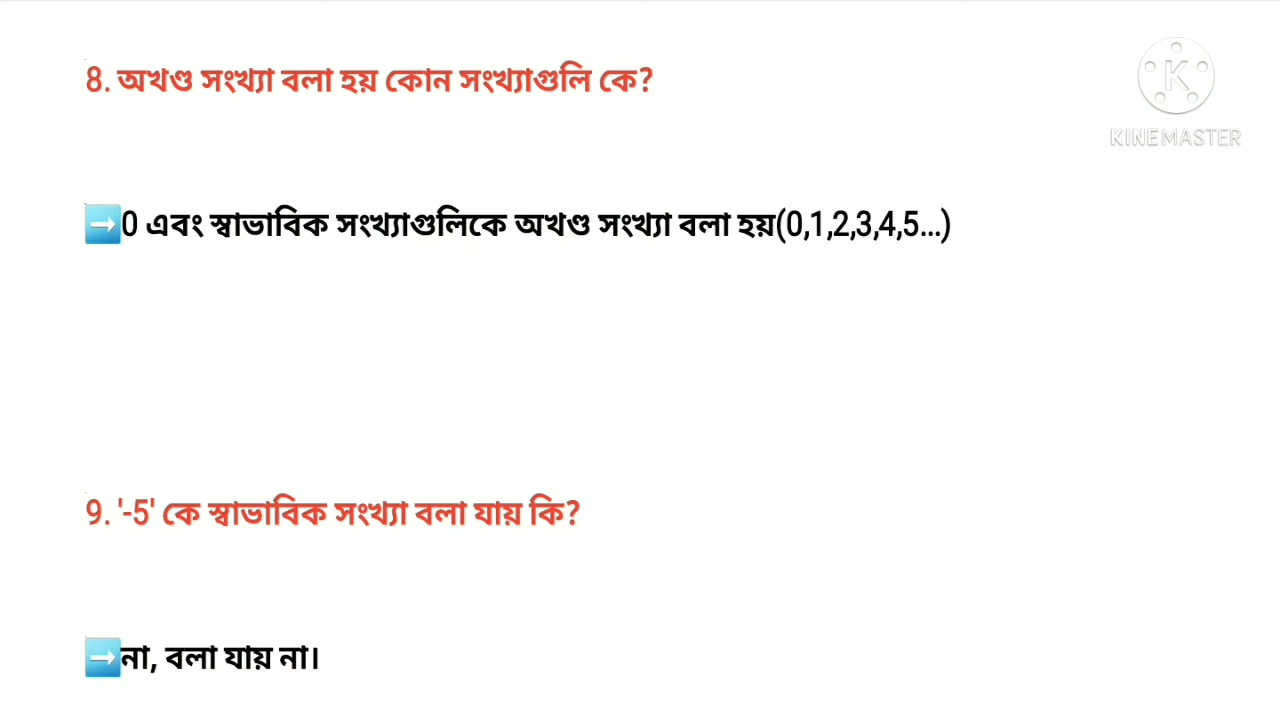 8. অখণ্ড সংখ্যা বলা হয় কোন সংখ্যাগুলি কে?
KINEMASTER
➡0 এবং স্বাভাবিক সংখ্যাগুলিকে অখণ্ড সংখ্যা বলা হয়(0,1,2,3,4,5...)
9. '-5' কে স্বাভাবিক সংখ্যা বলা যায় কি?
➡না, বলা যায় না।